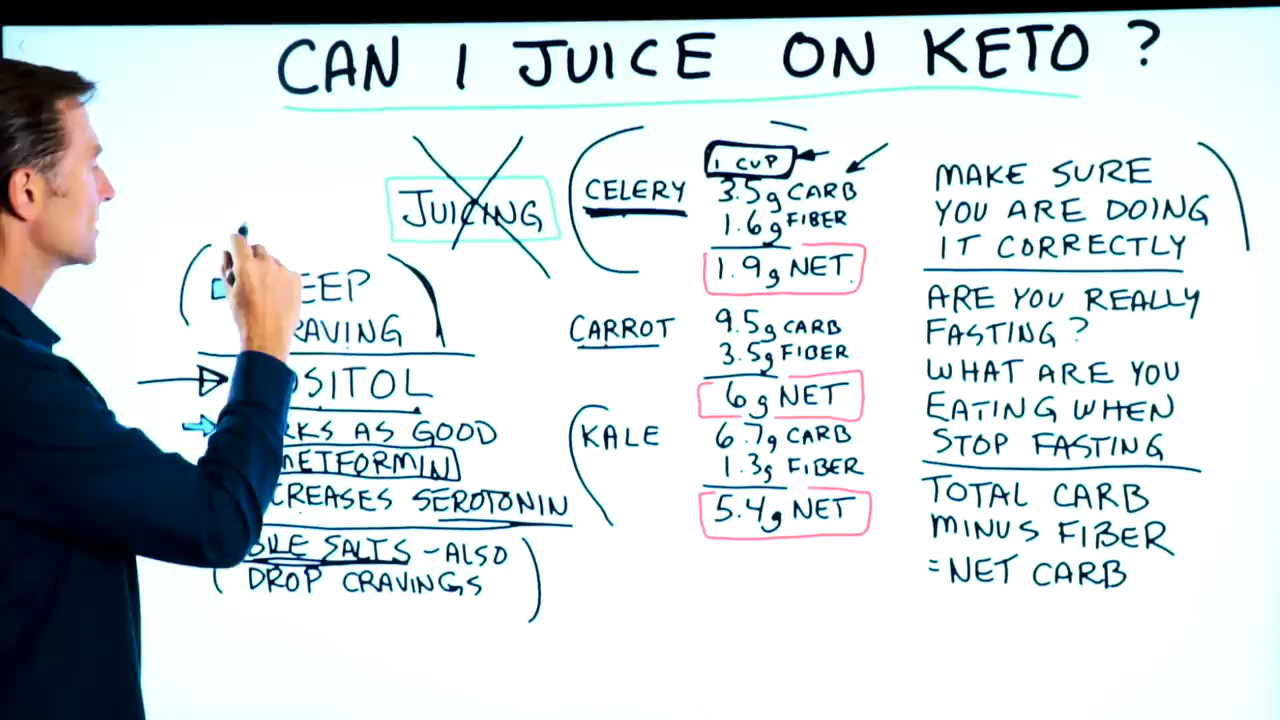 CAN I JUICE ON KETO?
JUICING
EEP
RAVING
OSITOL
RKS AS GOOD
METFORMIN
CREASES SEROTONIN
BILE SALTS - ALSO
DROP CRAVINGS
1 CUP
CELERY 3.5g CARB
1.6g FIBER
1.9g NET
CARROT 9.5g CARB
3.5g FIBER
6g NET
KALE 6.7g CARB
1.3g FIBER
5.4g NET
MAKE SURE
YOU ARE DOING
IT CORRECTLY
ARE YOU REALLY
FASTING?
WHAT ARE YOU
EATING WHEN
STOP FASTING
TOTAL CARB
MINUS FIBER
= NET CARB